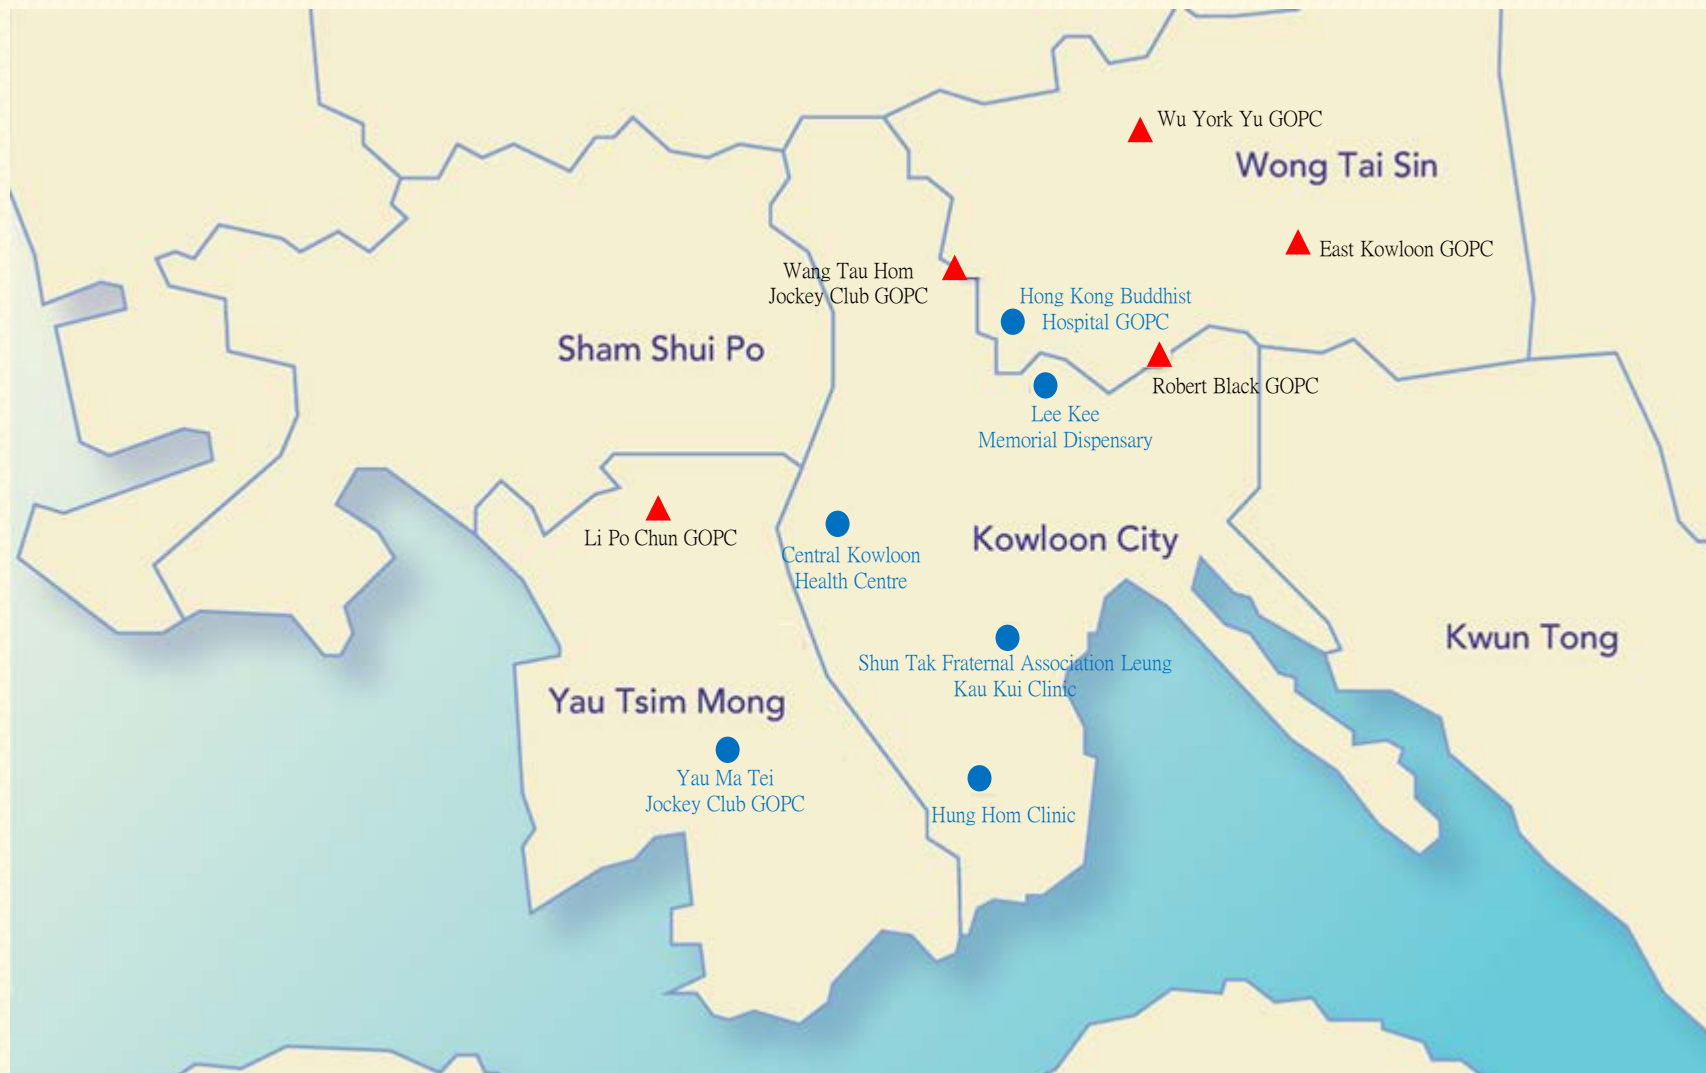 Wu York Yu GOPC
Wong Tai Sin
East Kowloon GOPC
Wang Tau Hom
Jockey Club GOPC
Hong Kong Buddhist
Hospital GOPC
Sham Shui Po
Robert Black GOPC
Lee Kee
Memorial Dispensary
Li Po Chun GOPC
Central Kowloon
Health Centre
Kowloon City
Kwun Tong
Shun Tak Fraternal Association Leung
Kau Kui Clinic
Yau Tsim Mong
Yau Ma Tei
Jockey Club GOPC
Hung Hom Clinic